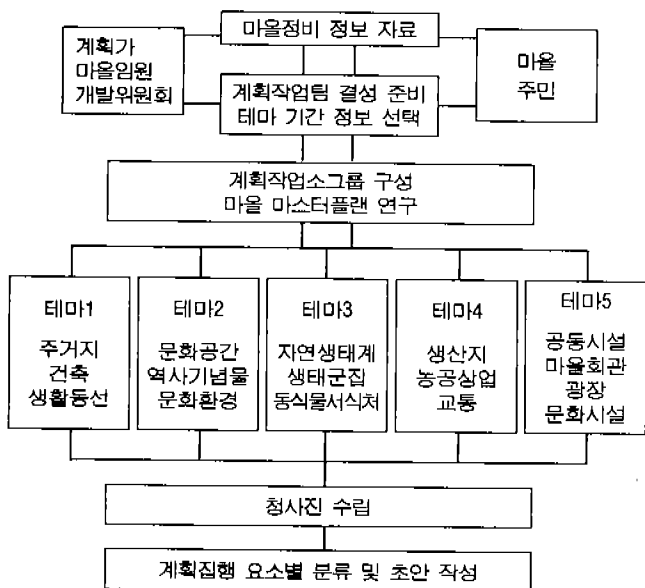 마을정비 정보 자료
계획가
마을임원
개발위원회
계획작업팀 결성 준비
테마 기간 정보 선택
마을
주민
계획작업소그룹 구성
마을 마스터플랜 연구
테마1
주거지
건축
생활동선
테마2
문화공간
역사기념물
문화환경
테마3
자연생태계
생태군집
동식물서식처
테마4
생산지
농공상업
교통
테마5
공동시설
마을회관
광장
문화시설
청사진 수립
계획집행 요소별 분류 및 초안 작성